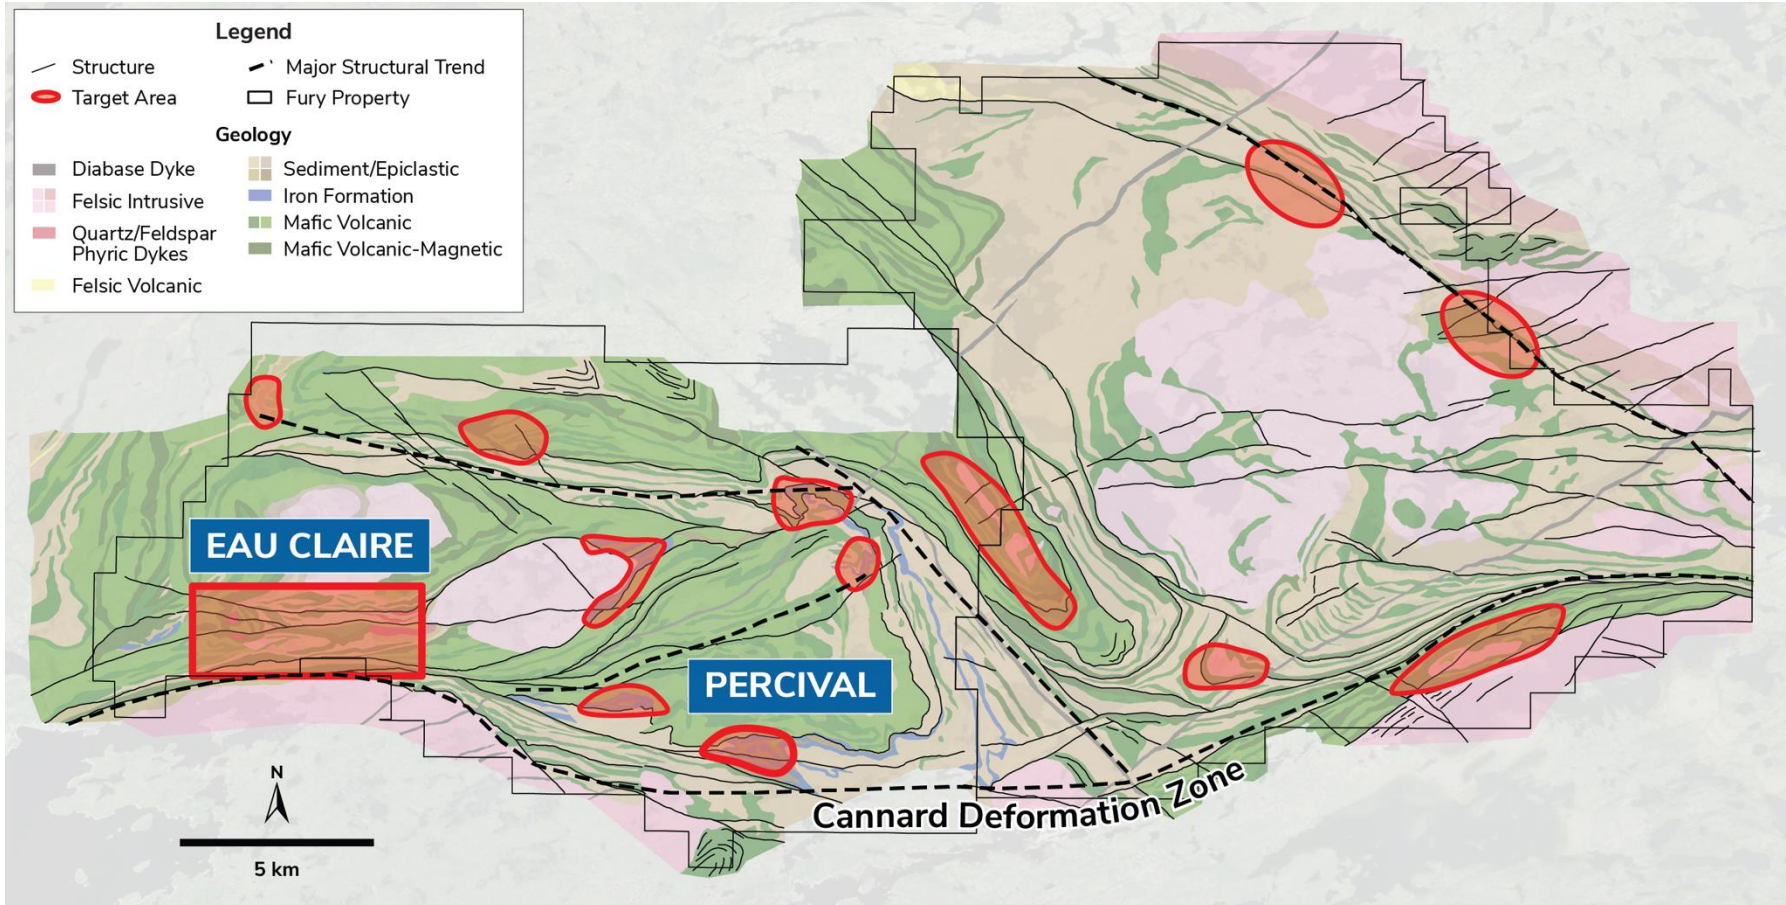 Legend
Structure
Major Structural Trend
Target Area
Fury Property
Geology
Diabase Dyke
Sediment/Epiclastic
Felsic Intrusive
Iron Formation
Quartz/Feldspar
Phyric Dykes
Mafic Volcanic
Mafic Volcanic-Magnetic
Felsic Volcanic
EAU CLAIRE
PERCIVAL
Cannard Deformation Zone
N
5 km